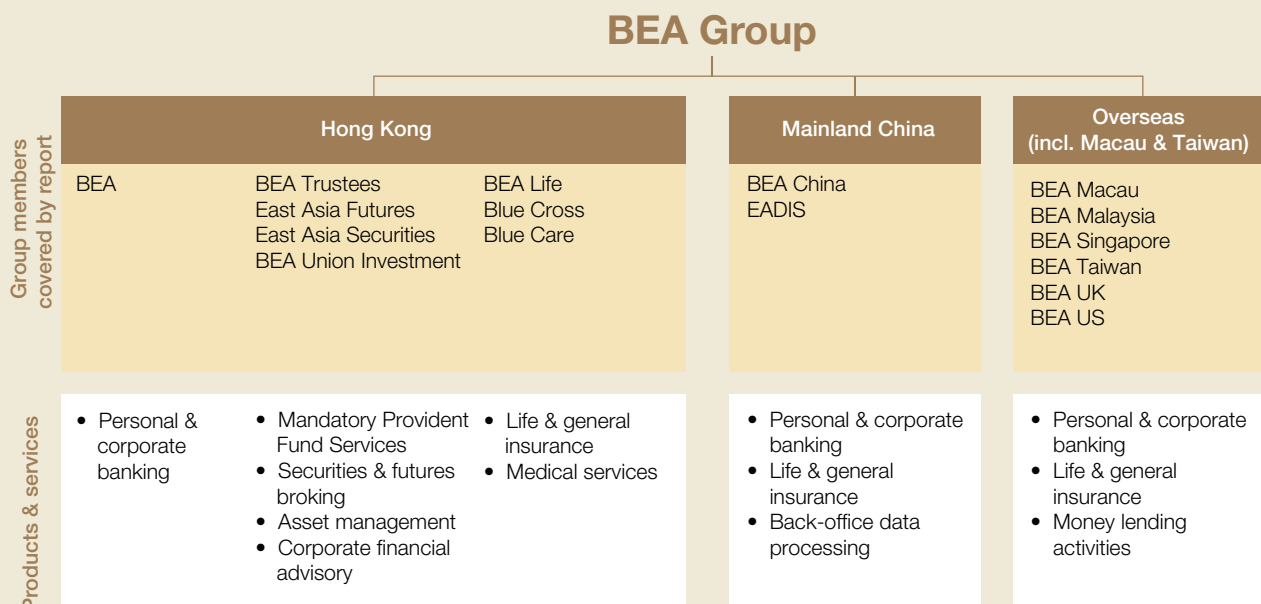 BEA Group
Group members
covered by report
Hong Kong
BEA
BEA Trustees
East Asia Futures
East Asia Securities
BEA Union Investment
BEA Life
Blue Cross
Blue Care
Mainland China
BEA China
EADIS
Overseas
(incl. Macau & Taiwan)
BEA Macau
BEA Malaysia
BEA Singapore
BEA Taiwan
BEA UK
BEA US
Products & services
• Personal &
corporate
banking
• Mandatory Provident
Fund Services
• Securities & futures
broking
• Asset management
• Corporate financial
advisory
• Life & general
insurance
• Medical services
• Personal & corporate
banking
• Life & general
insurance
• Back-office data
processing
• Personal & corporate
banking
• Life & general
insurance
• Money lending
activities